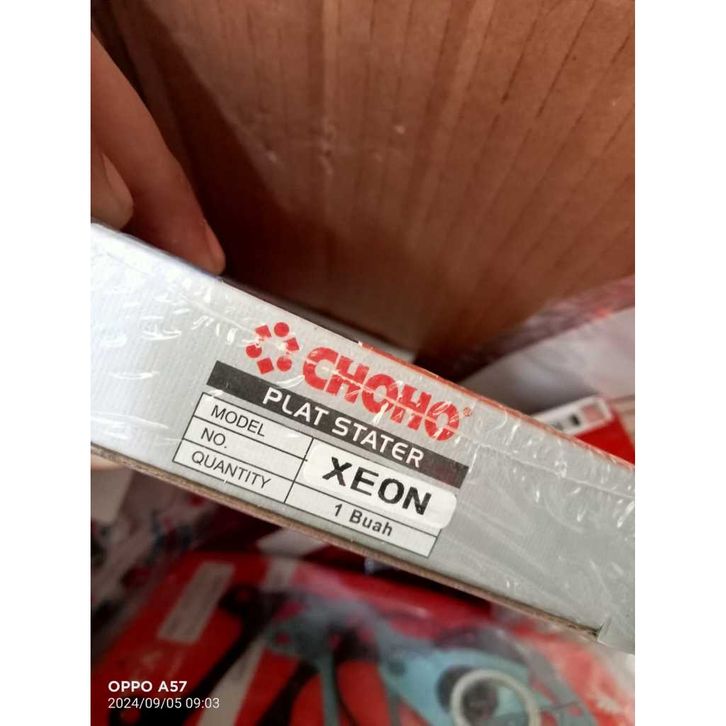 CHOHO
PLAT STATER
MODEL
NO.
XEON
QUANTITY
1 Buah
OPPO A57
2024/09/05 09:03